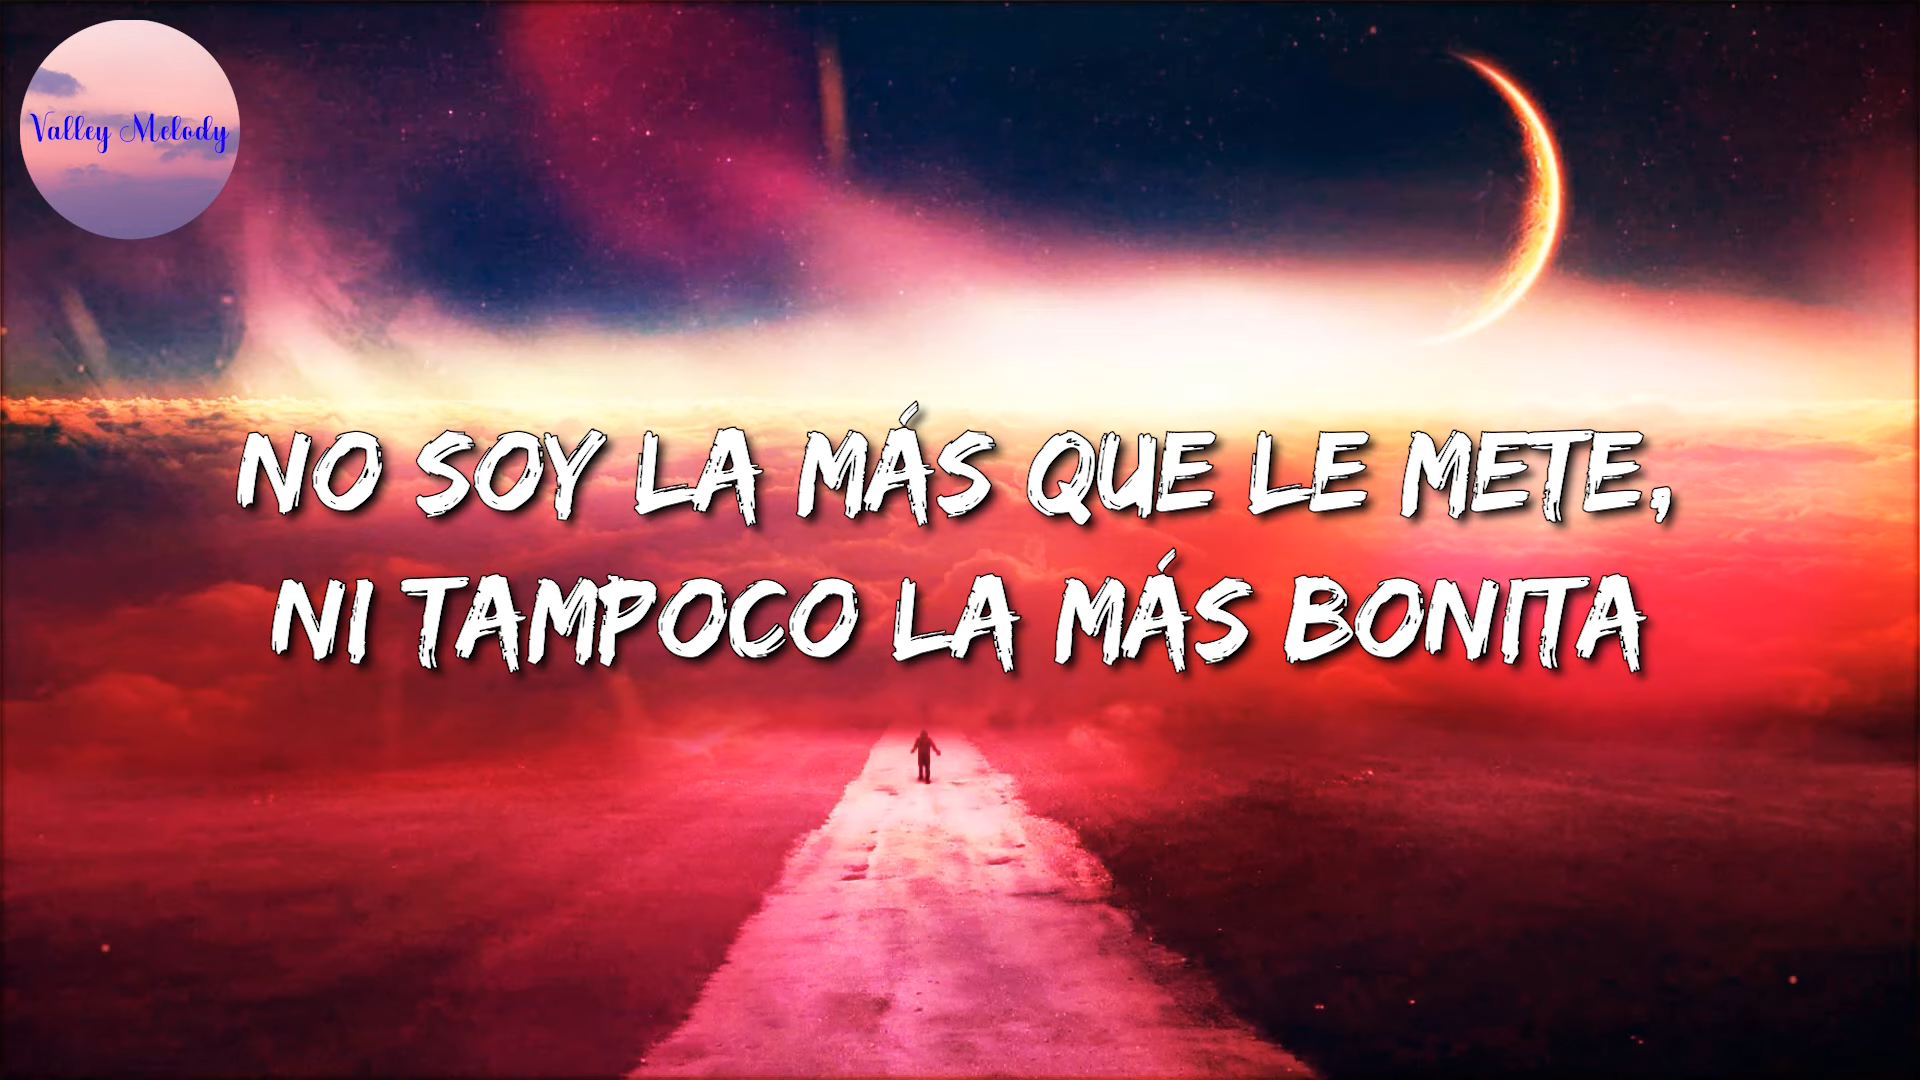 Valley Melody
NO SOY LA MÁS QUE LE METE,
NI TAMPOCO LA MÁS BONITA